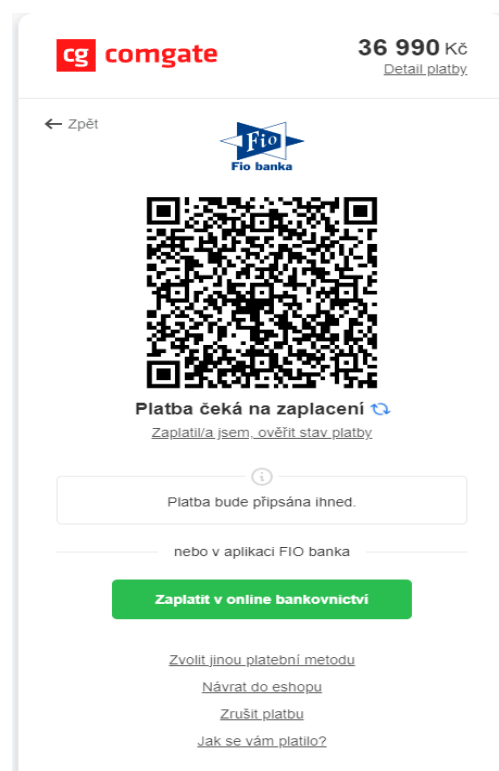 cg comgate
36 990 Kč
Detail platby
← Zpět
Fio
Fio banka
Platba čeká na zaplacení
Zaplatil/a jsem, ověřit stav platby
i
Platba bude připsána ihned.
nebo v aplikaci FIO banka
Zaplatit v online bankovnictví
Zvolit jinou platební metodu
Návrat do eshopu
Zrušit platbu
Jak se vám platilo?